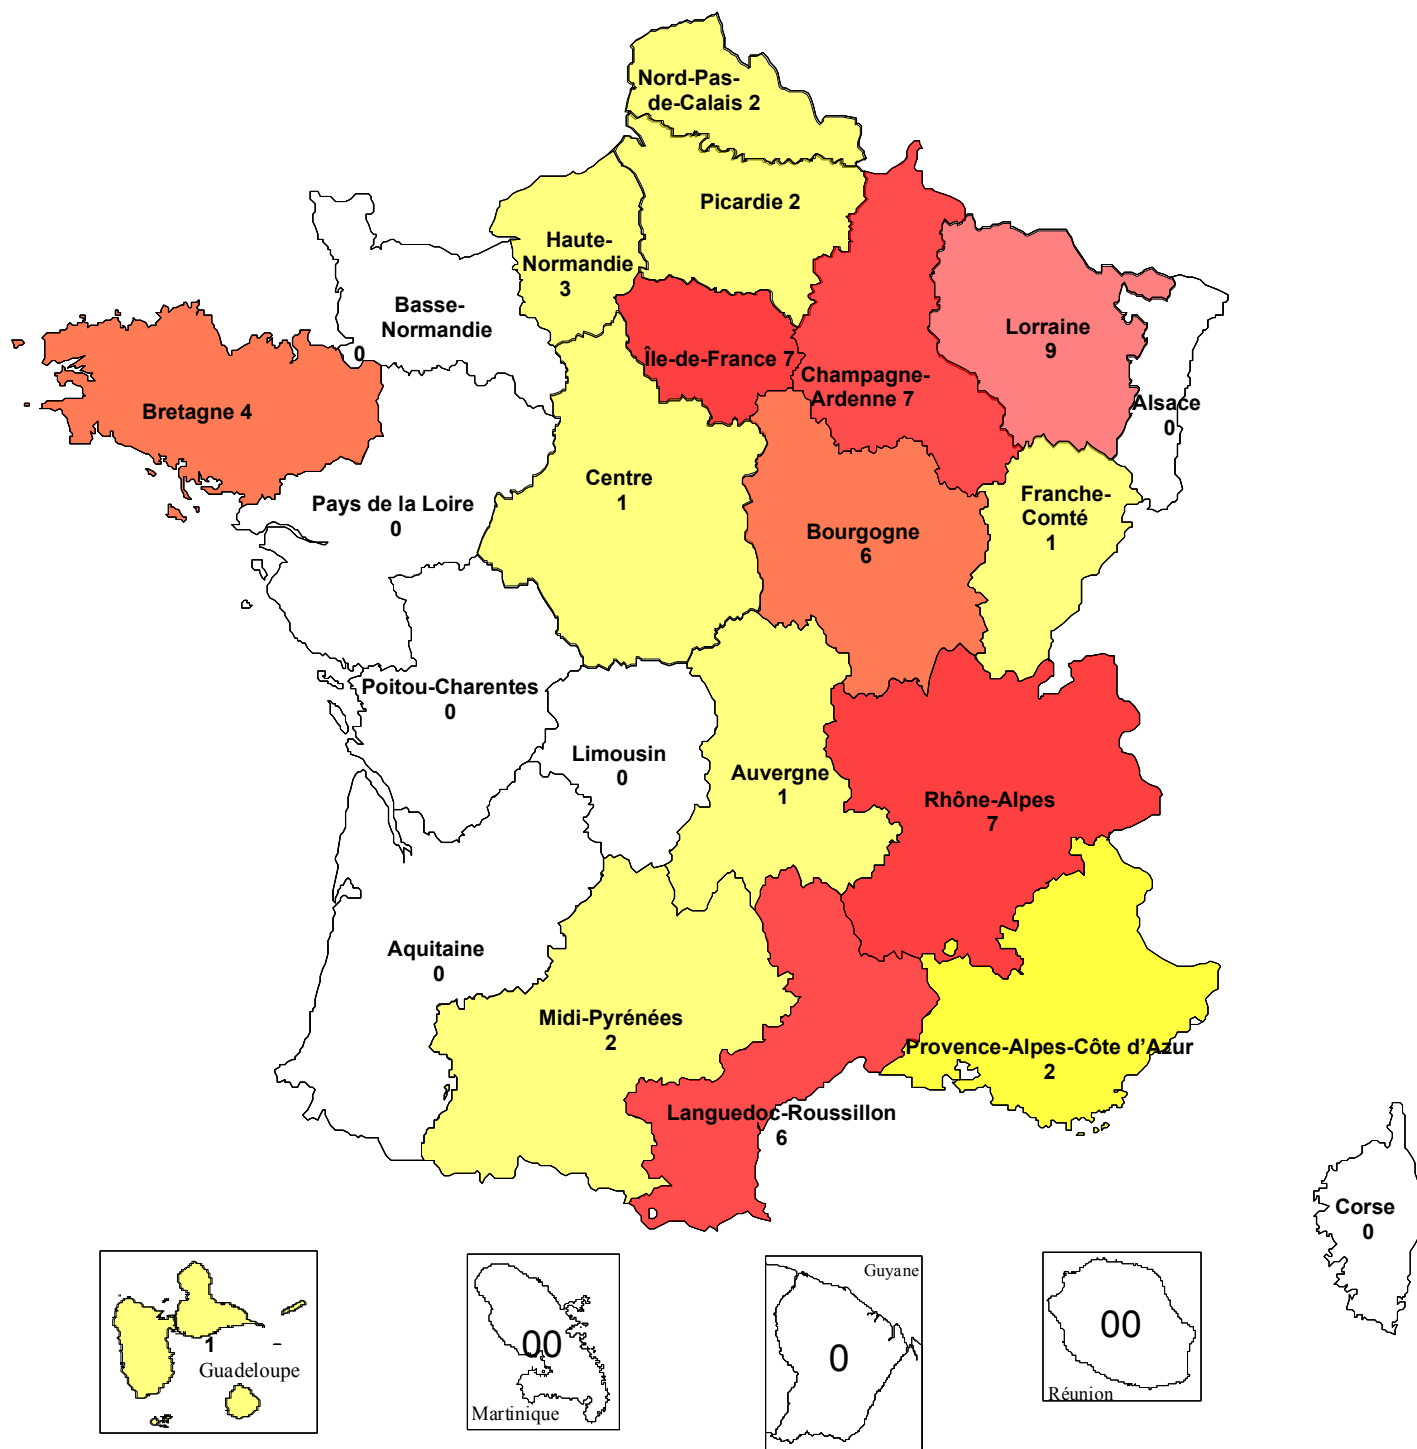 Nord-Pas-
de-Calais 2
Picardie 2
Haute-
Normandie
3
Basse-
Normandie
0
Île-de-France 7
Champagne-
Ardenne 7
Lorraine
9
Alsace
0
Bretagne 4
Pays de la Loire
0
Centre
1
Bourgogne
6
Franche-
Comté
1
Poitou-Charentes
0
Limousin
0
Auvergne
1
Rhône-Alpes
7
Aquitaine
0
Midi-Pyrénées
2
Languedoc-Roussillon
6
Provence-Alpes-Côte d'Azur
2
Corse
0
1
Guadeloupe
00
Martinique
Guyane
0
00
Réunion